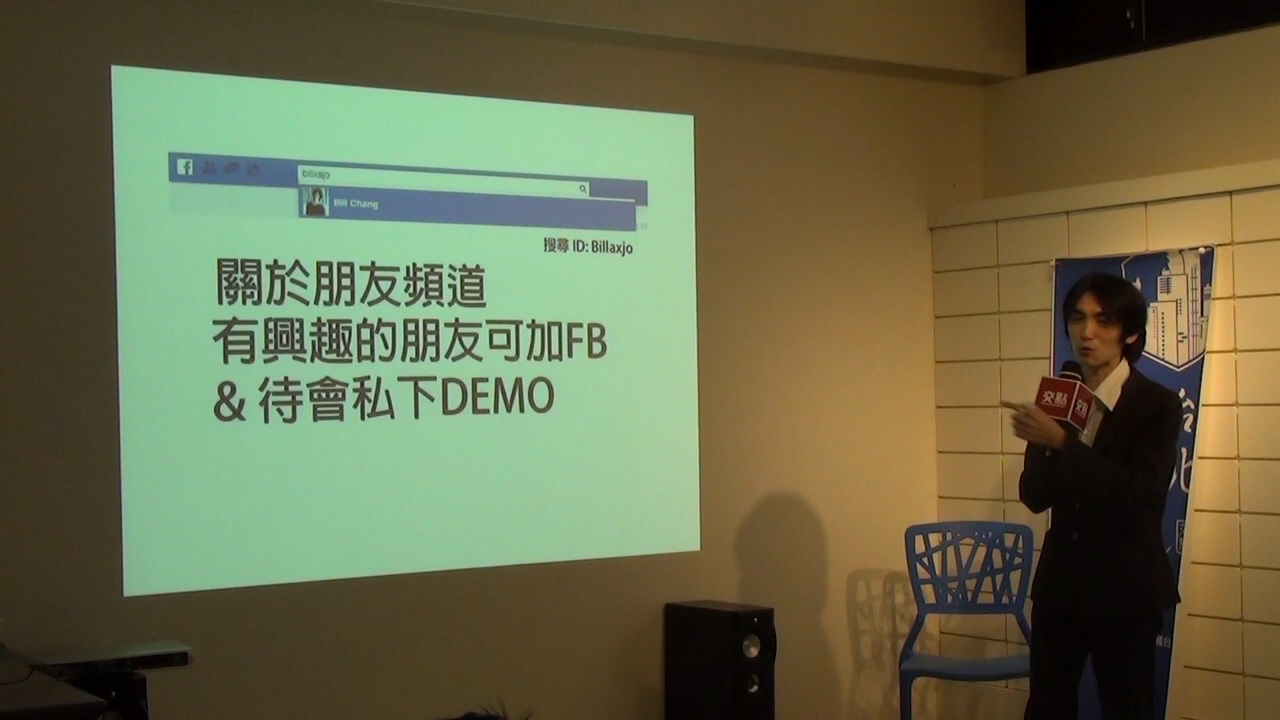 f
billxajo
Bill Chang
搜尋 ID: Billaxjo
關於朋友頻道
有興趣的朋友可加FB
& 待會私下DEMO
交點